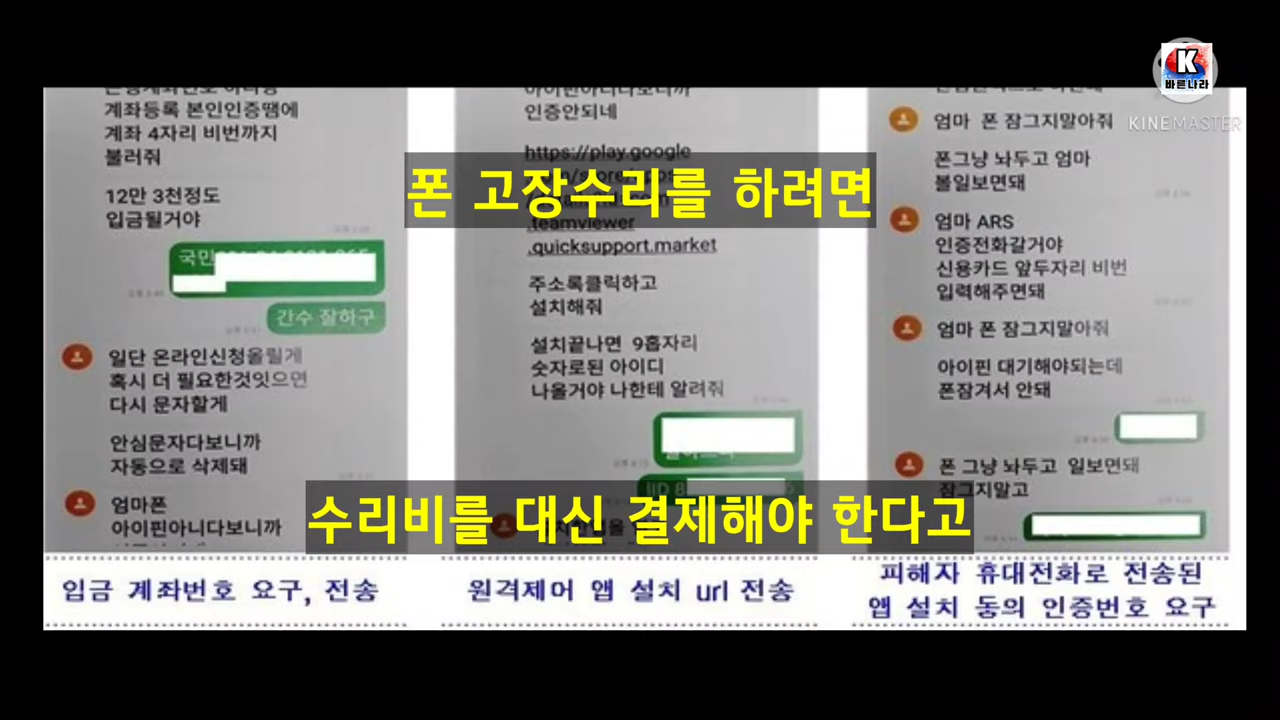 K
바른나라
KINEMASTER
계좌등록 본인인증땜에
계좌 4자리 비번까지
불러줘
12만 3천정도
입금될거야
국민
간수 잘하구
일단 온라인신청올릴게
혹시 더 필요한것잇으면
다시 문자할게
안심문자다보니까
자동으로 삭제돼
엄마폰
아이핀아니다보니까
입금 계좌번호 요구, 전송
아이핀아니다보니까
인증안되네
https://play.google
폰 고장수리를 하려면
.teamviewer
.quicksupport.market
주소록클릭하고
설치해줘
설치끝나면 9홉자리
숫자로된 아이디
나올거야 나한테 알려줘
수리비를 대신 결제해야 한다고
원격제어 앱 설치 url 전송
엄마 폰 잠그지말아줘
폰그냥 놔두고 엄마
볼일보면돼
엄마 ARS
인증전화갈거야
신용카드 앞두자리 비번
입력해주면돼
엄마 폰 잠그지말아줘
아이핀 대기해야되는데
폰잠겨서 안돼
폰 그냥 놔두고 일보면돼
잠그지말고
피해자 휴대전화로 전송된
앱 설치 동의 인증번호 요구